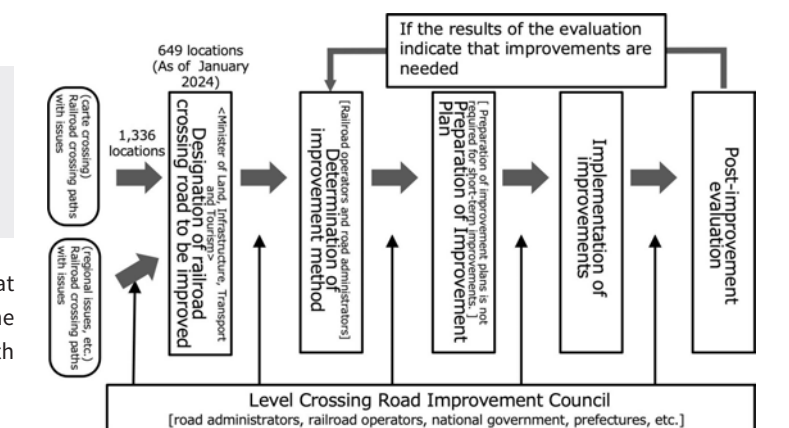 If the results of the evaluation
indicate that improvements are
needed
649 locations
(As of January
2024)
(carte crossing)
Railroad crossing paths
with issues
1,336
locations
(regional issues, etc.)
Railroad crossing paths
with issues
<Minister of Land, Infrastructure, Transport
and Tourism>
Designation of railroad
crossing road to be improved
[Railroad operators and road administrators]
Determination of
improvement method
[ Preparation of improvement plans is not
required for short-term improvements. ]
Preparation of Improvement
Plan
Implementation of
improvements
Post-improvement
evaluation
Level Crossing Road Improvement Council
[road administrators, railroad operators, national government, prefectures, etc.]